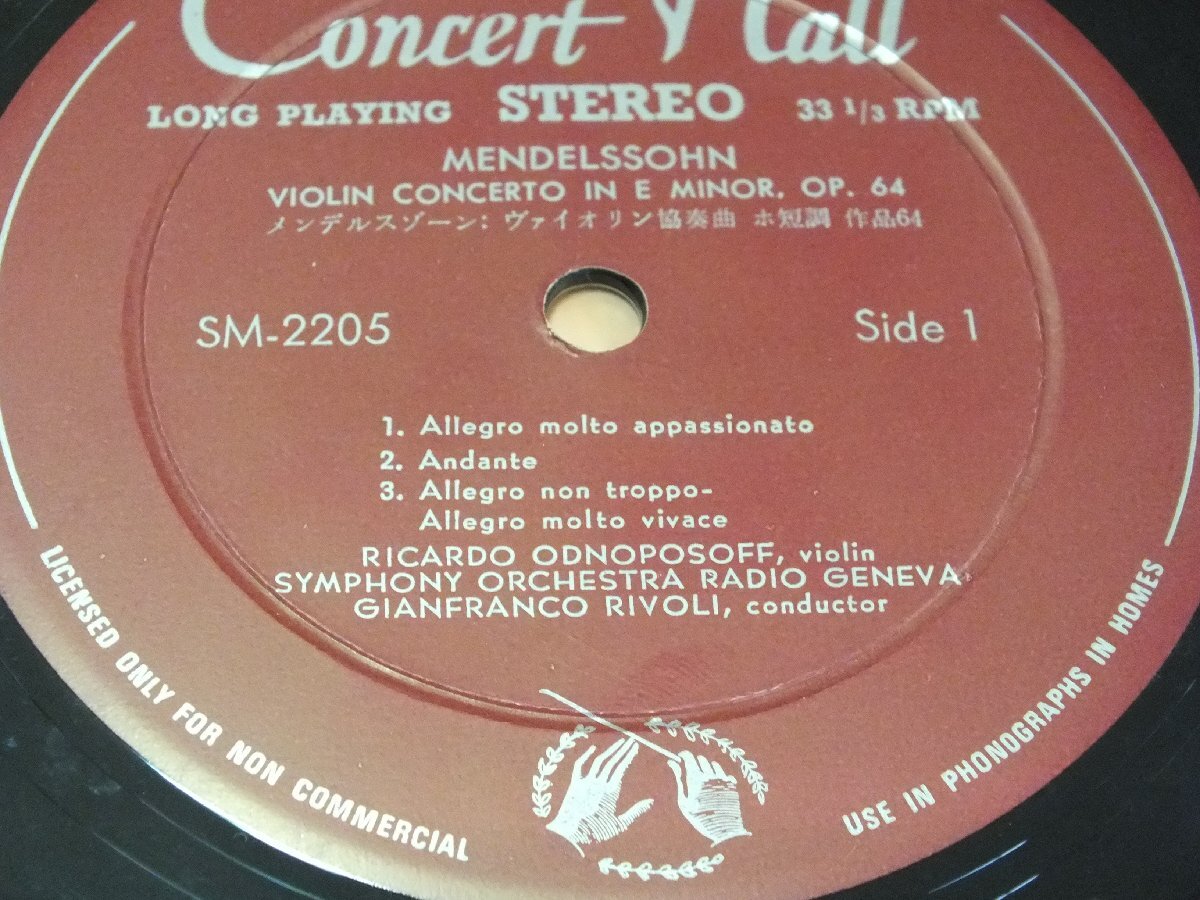 Concert Hall
LONG PLAYING STEREO 33 1/3 RPM
MENDELSSOHN
VIOLIN CONCERTO IN E MINOR, OP. 64
メンデルスゾーン: ヴァイオリン協奏曲 ホ短調 作品64
SM-2205
Side 1
1. Allegro molto appassionato
2. Andante
3. Allegro non troppo-
Allegro molto vivace
RICARDO ODNOPOSOFF, violin
SYMPHONY ORCHESTRA RADIO GENEVA
GIANFRANCO RIVOLI, conductor
LICENSED ONLY FOR NON COMMERCIAL
USE IN PHONOGRAPHS IN HOMES